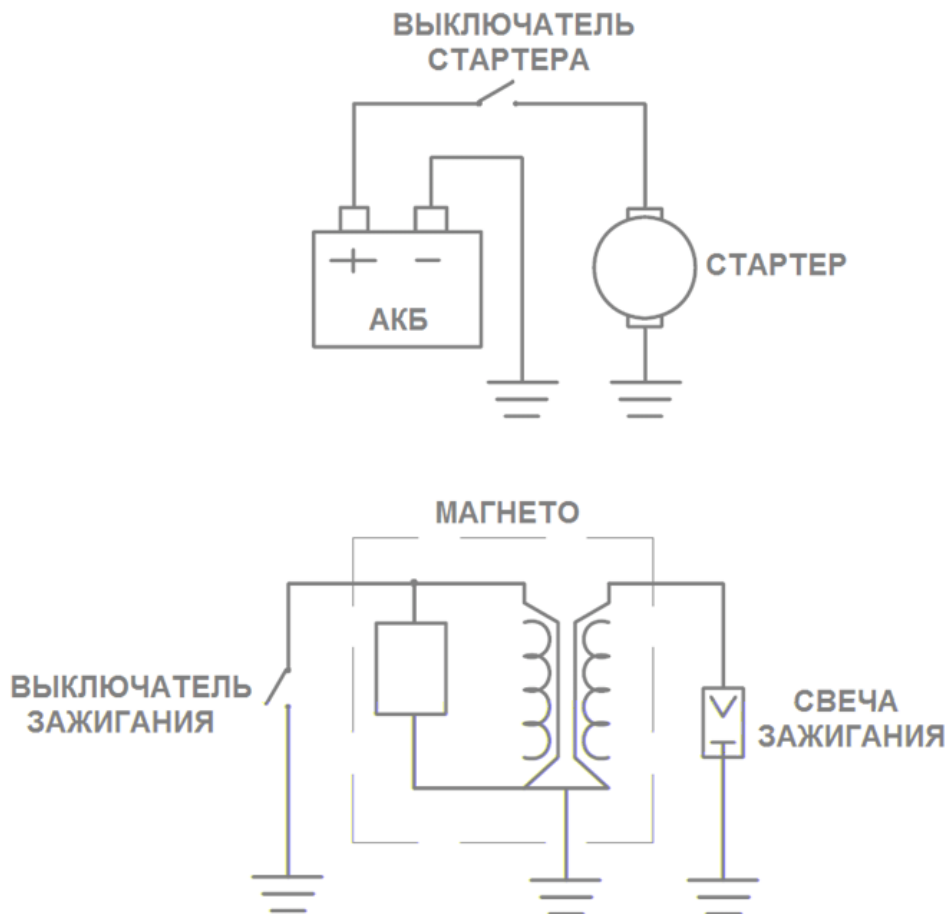 ВЫКЛЮЧАТЕЛЬ
СТАРТЕРА
+ −
АКБ
СТАРТЕР
МАГНЕТО
ВЫКЛЮЧАТЕЛЬ
ЗАЖИГАНИЯ
СВЕЧА
ЗАЖИГАНИЯ